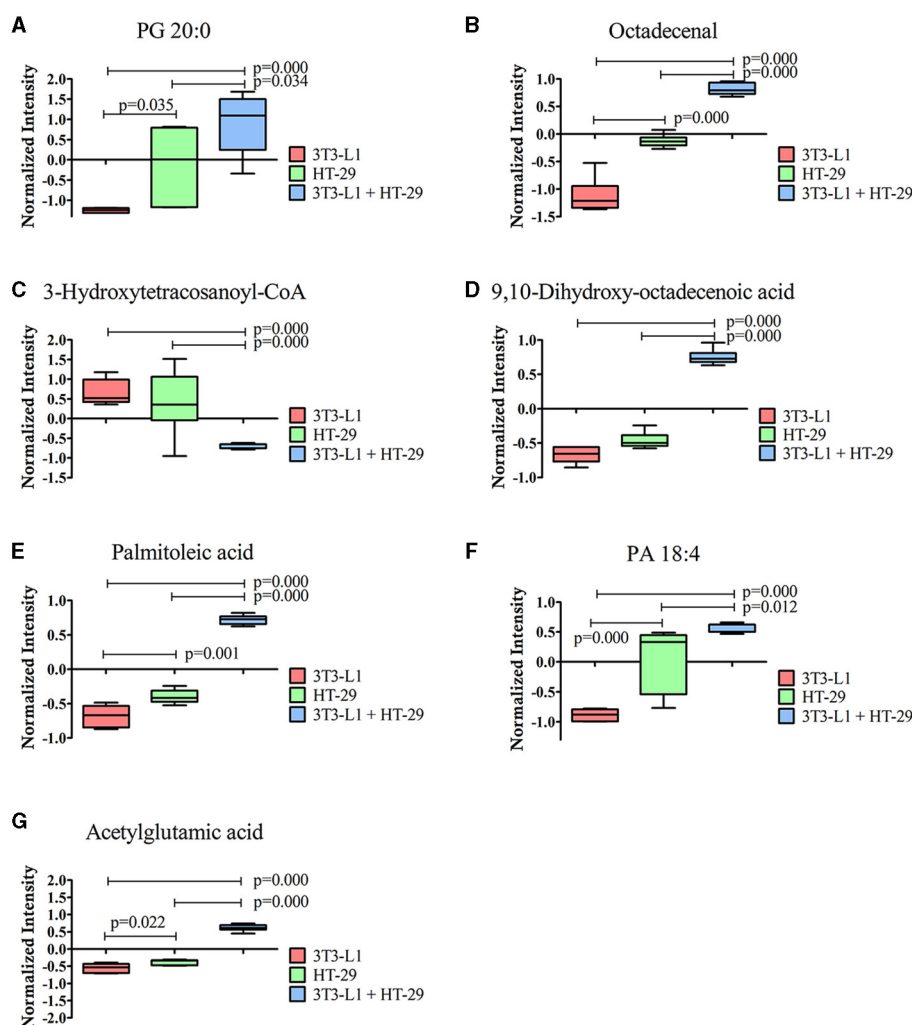 A
PG 20:0
Normalized Intensity
2.0
1.5
1.0
0.5
0.0
-0.5
-1.0
p=0.000
p=0.034
p=0.035
3T3-L1
HT-29
3T3-L1 + HT-29
B
Octadecenal
Normalized Intensity
1.0
0.5
0.0
-0.5
-1.0
-1.5
p=0.000
p=0.000
p=0.000
3T3-L1
HT-29
3T3-L1 + HT-29
C
3-Hydroxytetracosanoyl-CoA
Normalized Intensity
2.0
1.5
1.0
0.5
0.0
-0.5
-1.0
-1.5
p=0.000
p=0.000
3T3-L1
HT-29
3T3-L1 + HT-29
D
9,10-Dihydroxy-octadecenoic acid
Normalized Intensity
1.0
0.5
0.0
-0.5
-1.0
p=0.000
p=0.000
3T3-L1
HT-29
3T3-L1 + HT-29
E
Palmitoleic acid
Normalized Intensity
1.0
0.5
0.0
-0.5
-1.0
p=0.000
p=0.000
p=0.001
3T3-L1
HT-29
3T3-L1 + HT-29
F
PA 18:4
Normalized Intensity
1.0
0.5
0.0
-0.5
-1.0
p=0.000
p=0.012
p=0.000
3T3-L1
HT-29
3T3-L1 + HT-29
G
Acetylglutamic acid
Normalized Intensity
2.0
1.5
1.0
0.5
0.0
-0.5
-1.0
-1.5
-2.0
p=0.000
p=0.000
p=0.022
3T3-L1
HT-29
3T3-L1 + HT-29